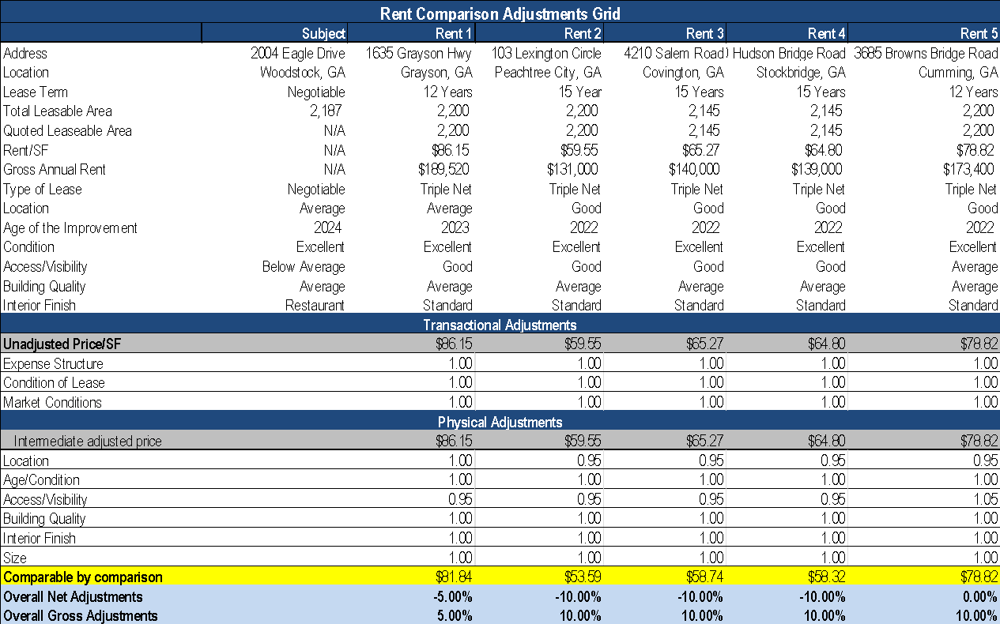 Rent Comparison Adjustments Grid
Subject Rent 1 Rent 2 Rent 3 Rent 4 Rent 5
Address 2004 Eagle Drive 1635 Grayson Hwy 103 Lexington Circle 4210 Salem Road ) Hudson Bridge Road 3685 Browns Bridge Road
Location Woodstock, GA Grayson, GA Peachtree City, GA Covington, GA Stockbridge, GA Cumming, GA
Lease Term Negotiable 12 Years 15 Year 15 Years 15 Years 12 Years
Total Leasable Area 2,187 2,200 2,200 2,145 2,145 2,200
Quoted Leaseable Area N/A 2,200 2,200 2,145 2,145 2,200
Rent/SF N/A $86.15 $59.55 $65.27 $64.80 $78.82
Gross Annual Rent N/A $189,520 $131,000 $140,000 $139,000 $173,400
Type of Lease Negotiable Triple Net Triple Net Triple Net Triple Net Triple Net
Location Average Average Good Good Good Good
Age of the Improvement 2024 2023 2022 2022 2022 2022
Condition Excellent Excellent Excellent Excellent Excellent Excellent
Access/Visibility Below Average Good Good Good Good Average
Building Quality Average Average Average Average Average Average
Interior Finish Restaurant Standard Standard Standard Standard Standard
Transactional Adjustments
Unadjusted Price/SF $86.15 $59.55 $65.27 $64.80 $78.82
Expense Structure 1.00 1.00 1.00 1.00 1.00
Condition of Lease 1.00 1.00 1.00 1.00 1.00
Market Conditions 1.00 1.00 1.00 1.00 1.00
Physical Adjustments
Intermediate adjusted price $86.15 $59.55 $65.27 $64.80 $78.82
Location 1.00 0.95 0.95 0.95 0.95
Age/Condition 1.00 1.00 1.00 1.00 1.00
Access/Visibility 0.95 0.95 0.95 0.95 1.05
Building Quality 1.00 1.00 1.00 1.00 1.00
Interior Finish 1.00 1.00 1.00 1.00 1.00
Size 1.00 1.00 1.00 1.00 1.00
Comparable by comparison $81.84 $53.59 $58.74 $58.32 $78.82
Overall Net Adjustments -5.00% -10.00% -10.00% -10.00% 0.00%
Overall Gross Adjustments 5.00% 10.00% 10.00% 10.00% 10.00%